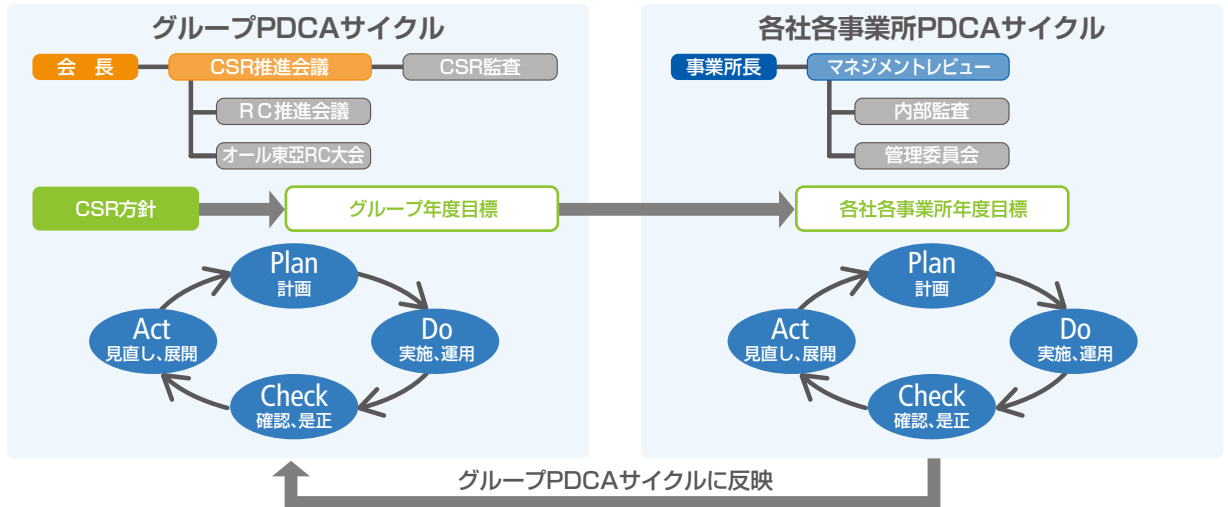 グループPDCAサイクル
会 長
CSR推進会議
CSR監査
RC推進会議
オール東亞RC大会
CSR方針
グループ年度目標
Plan
計画
Act
見直し、展開
Do
実施、運用
Check
確認、是正
各社各事業所PDCAサイクル
事業所長
マネジメントレビュー
内部監査
管理委員会
各社各事業所年度目標
Plan
計画
Act
見直し、展開
Do
実施、運用
Check
確認、是正
グループPDCAサイクルに反映